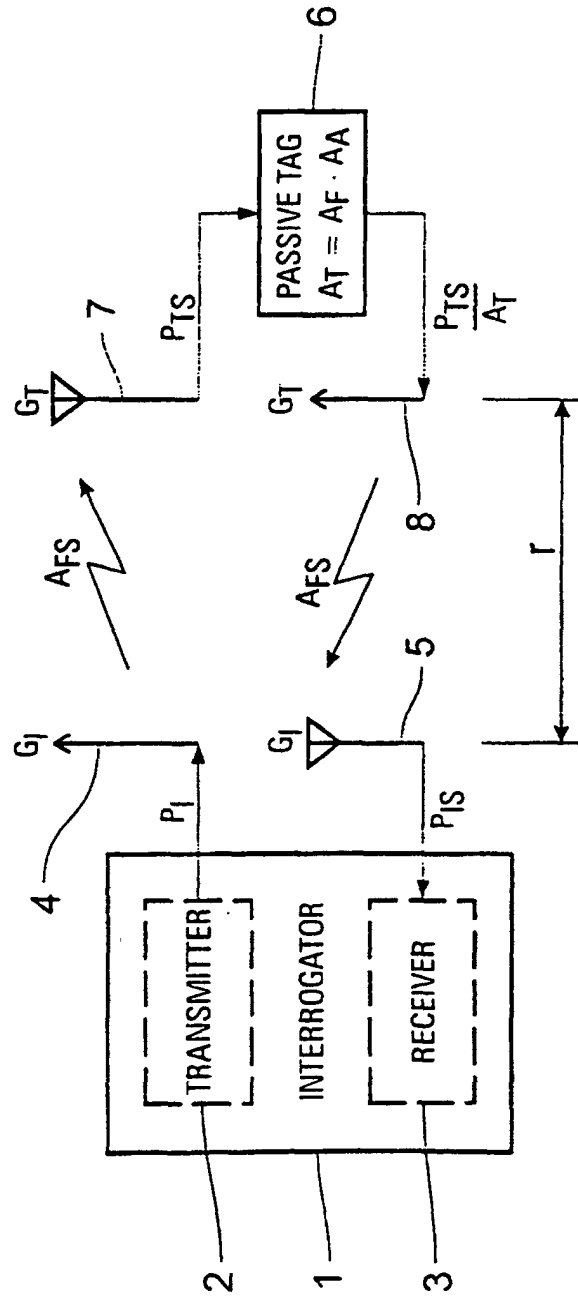 4
GI
AFS
GT
7
PI
PTS
2
TRANSMITTER
1
INTERROGATOR
PASSIVE TAG
AT = AF · AA
6
3
RECEIVER
GI
5
PIS
AFS
GT
8
PTS
AT
r